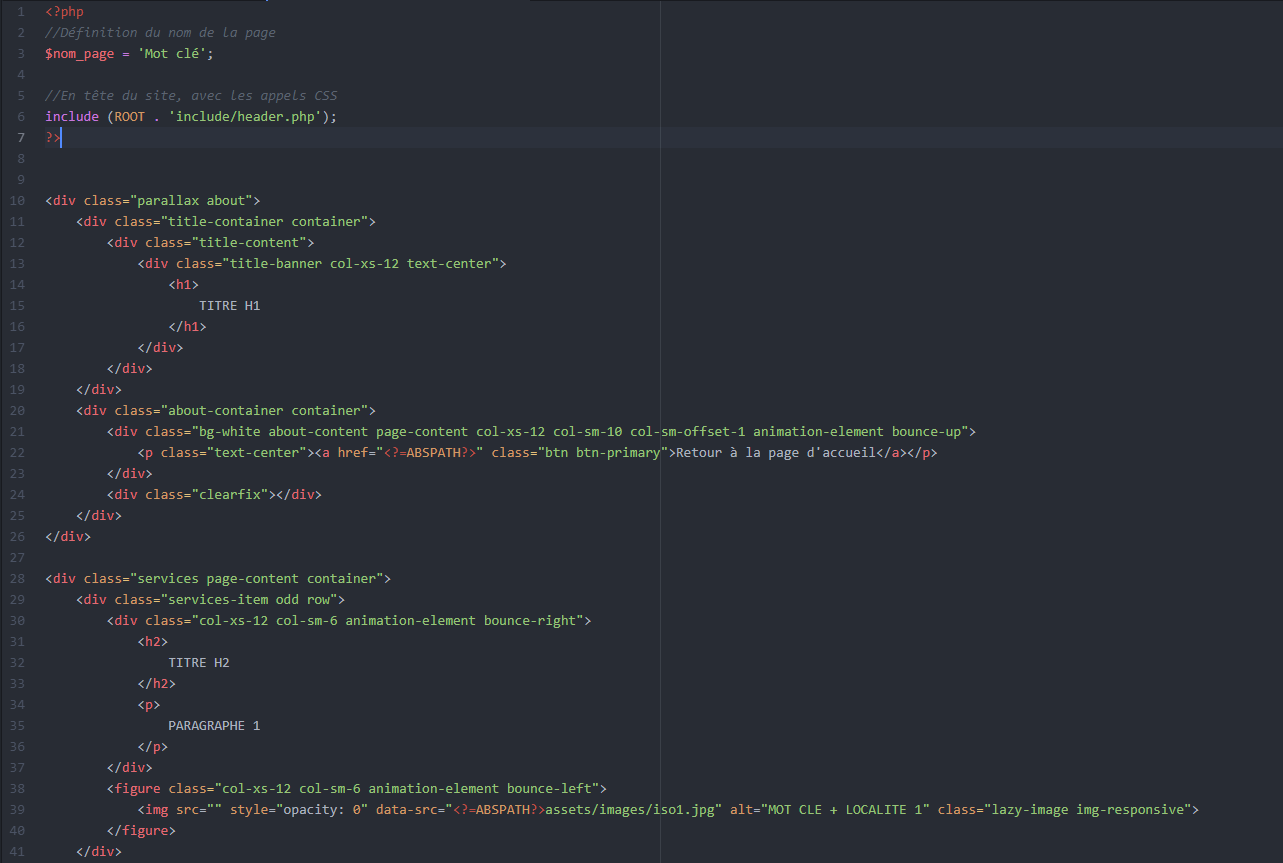 1 <?php
2 //Définition du nom de la page
3 $nom_page = 'Mot clé';
4
5 //En tête du site, avec les appels CSS
6 include (ROOT . 'include/header.php');
7 ?>
8
9
10 <div class="parallax about">
11     <div class="title-container container">
12         <div class="title-content">
13             <div class="title-banner col-xs-12 text-center">
14                 <h1>
15                     TITRE H1
16                 </h1>
17             </div>
18         </div>
19     </div>
20     <div class="about-container container">
21         <div class="bg-white about-content page-content col-xs-12 col-sm-10 col-sm-offset-1 animation-element bounce-up">
22             <p class="text-center"><a href="<?=ABSPATH?>" class="btn btn-primary">Retour à la page d'accueil</a></p>
23         </div>
24         <div class="clearfix"></div>
25     </div>
26 </div>
27
28 <div class="services page-content container">
29     <div class="services-item odd row">
30         <div class="col-xs-12 col-sm-6 animation-element bounce-right">
31             <h2>
32                 TITRE H2
33             </h2>
34             <p>
35                 PARAGRAPHE 1
36             </p>
37         </div>
38         <figure class="col-xs-12 col-sm-6 animation-element bounce-left">
39             <img src="" style="opacity: 0" data-src="<?=ABSPATH?>assets/images/iso1.jpg" alt="MOT CLE + LOCALITE 1" class="lazy-image img-responsive">
40         </figure>
41     </div>